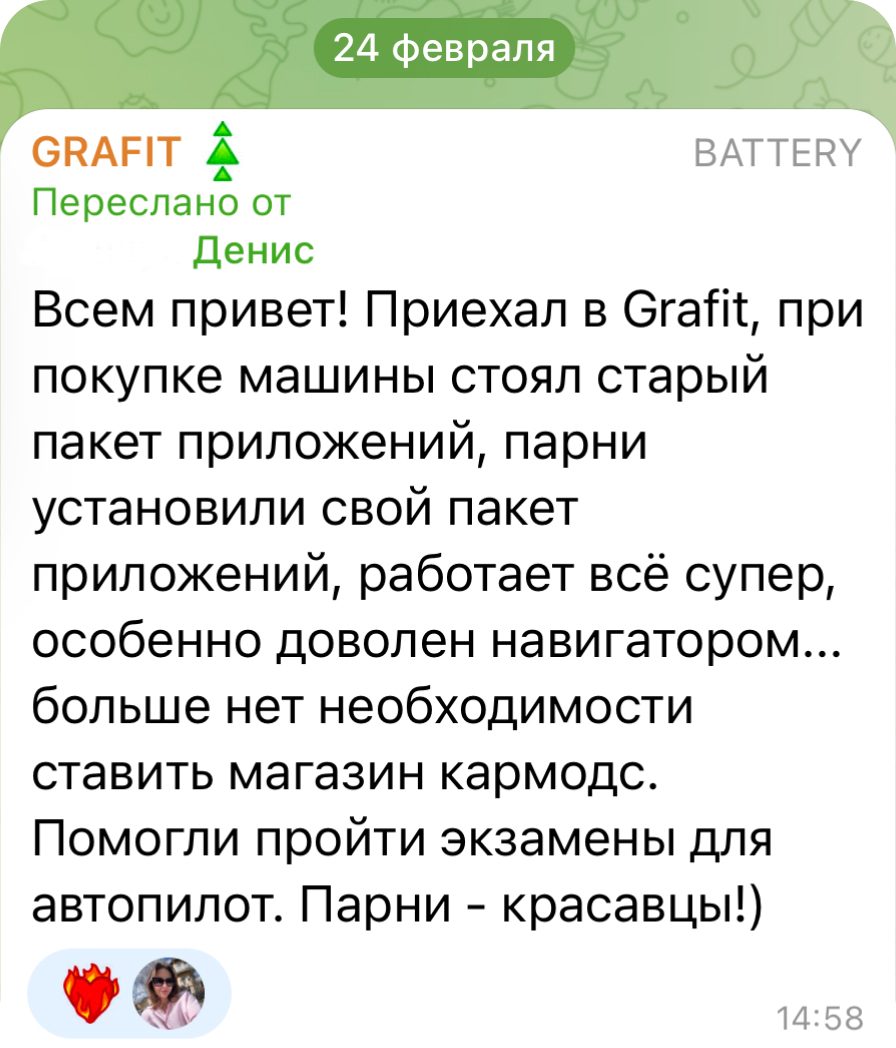 24 февраля
GRAFIT BATTERY
Переслано от
Денис
Всем привет! Приехал в Grafit, при
покупке машины стоял старый
пакет приложений, парни
установили свой пакет
приложений, работает всё супер,
особенно доволен навигатором...
больше нет необходимости
ставить магазин кармодс.
Помогли пройти экзамены для
автопилот. Парни - красавцы!)
14:58